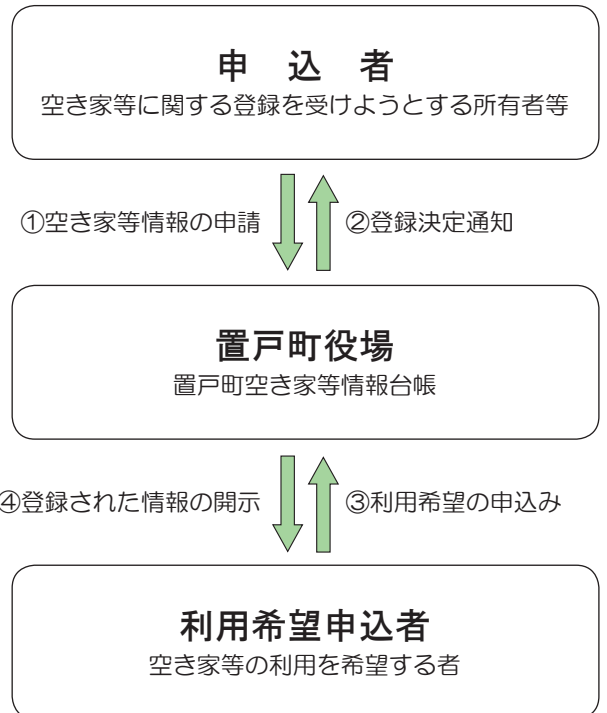 申　込　者
空き家等に関する登録を受けようとする所有者等
①空き家等情報の申請
②登録決定通知
置戸町役場
置戸町空き家等情報台帳
④登録された情報の開示
③利用希望の申込み
利用希望申込者
空き家等の利用を希望する者